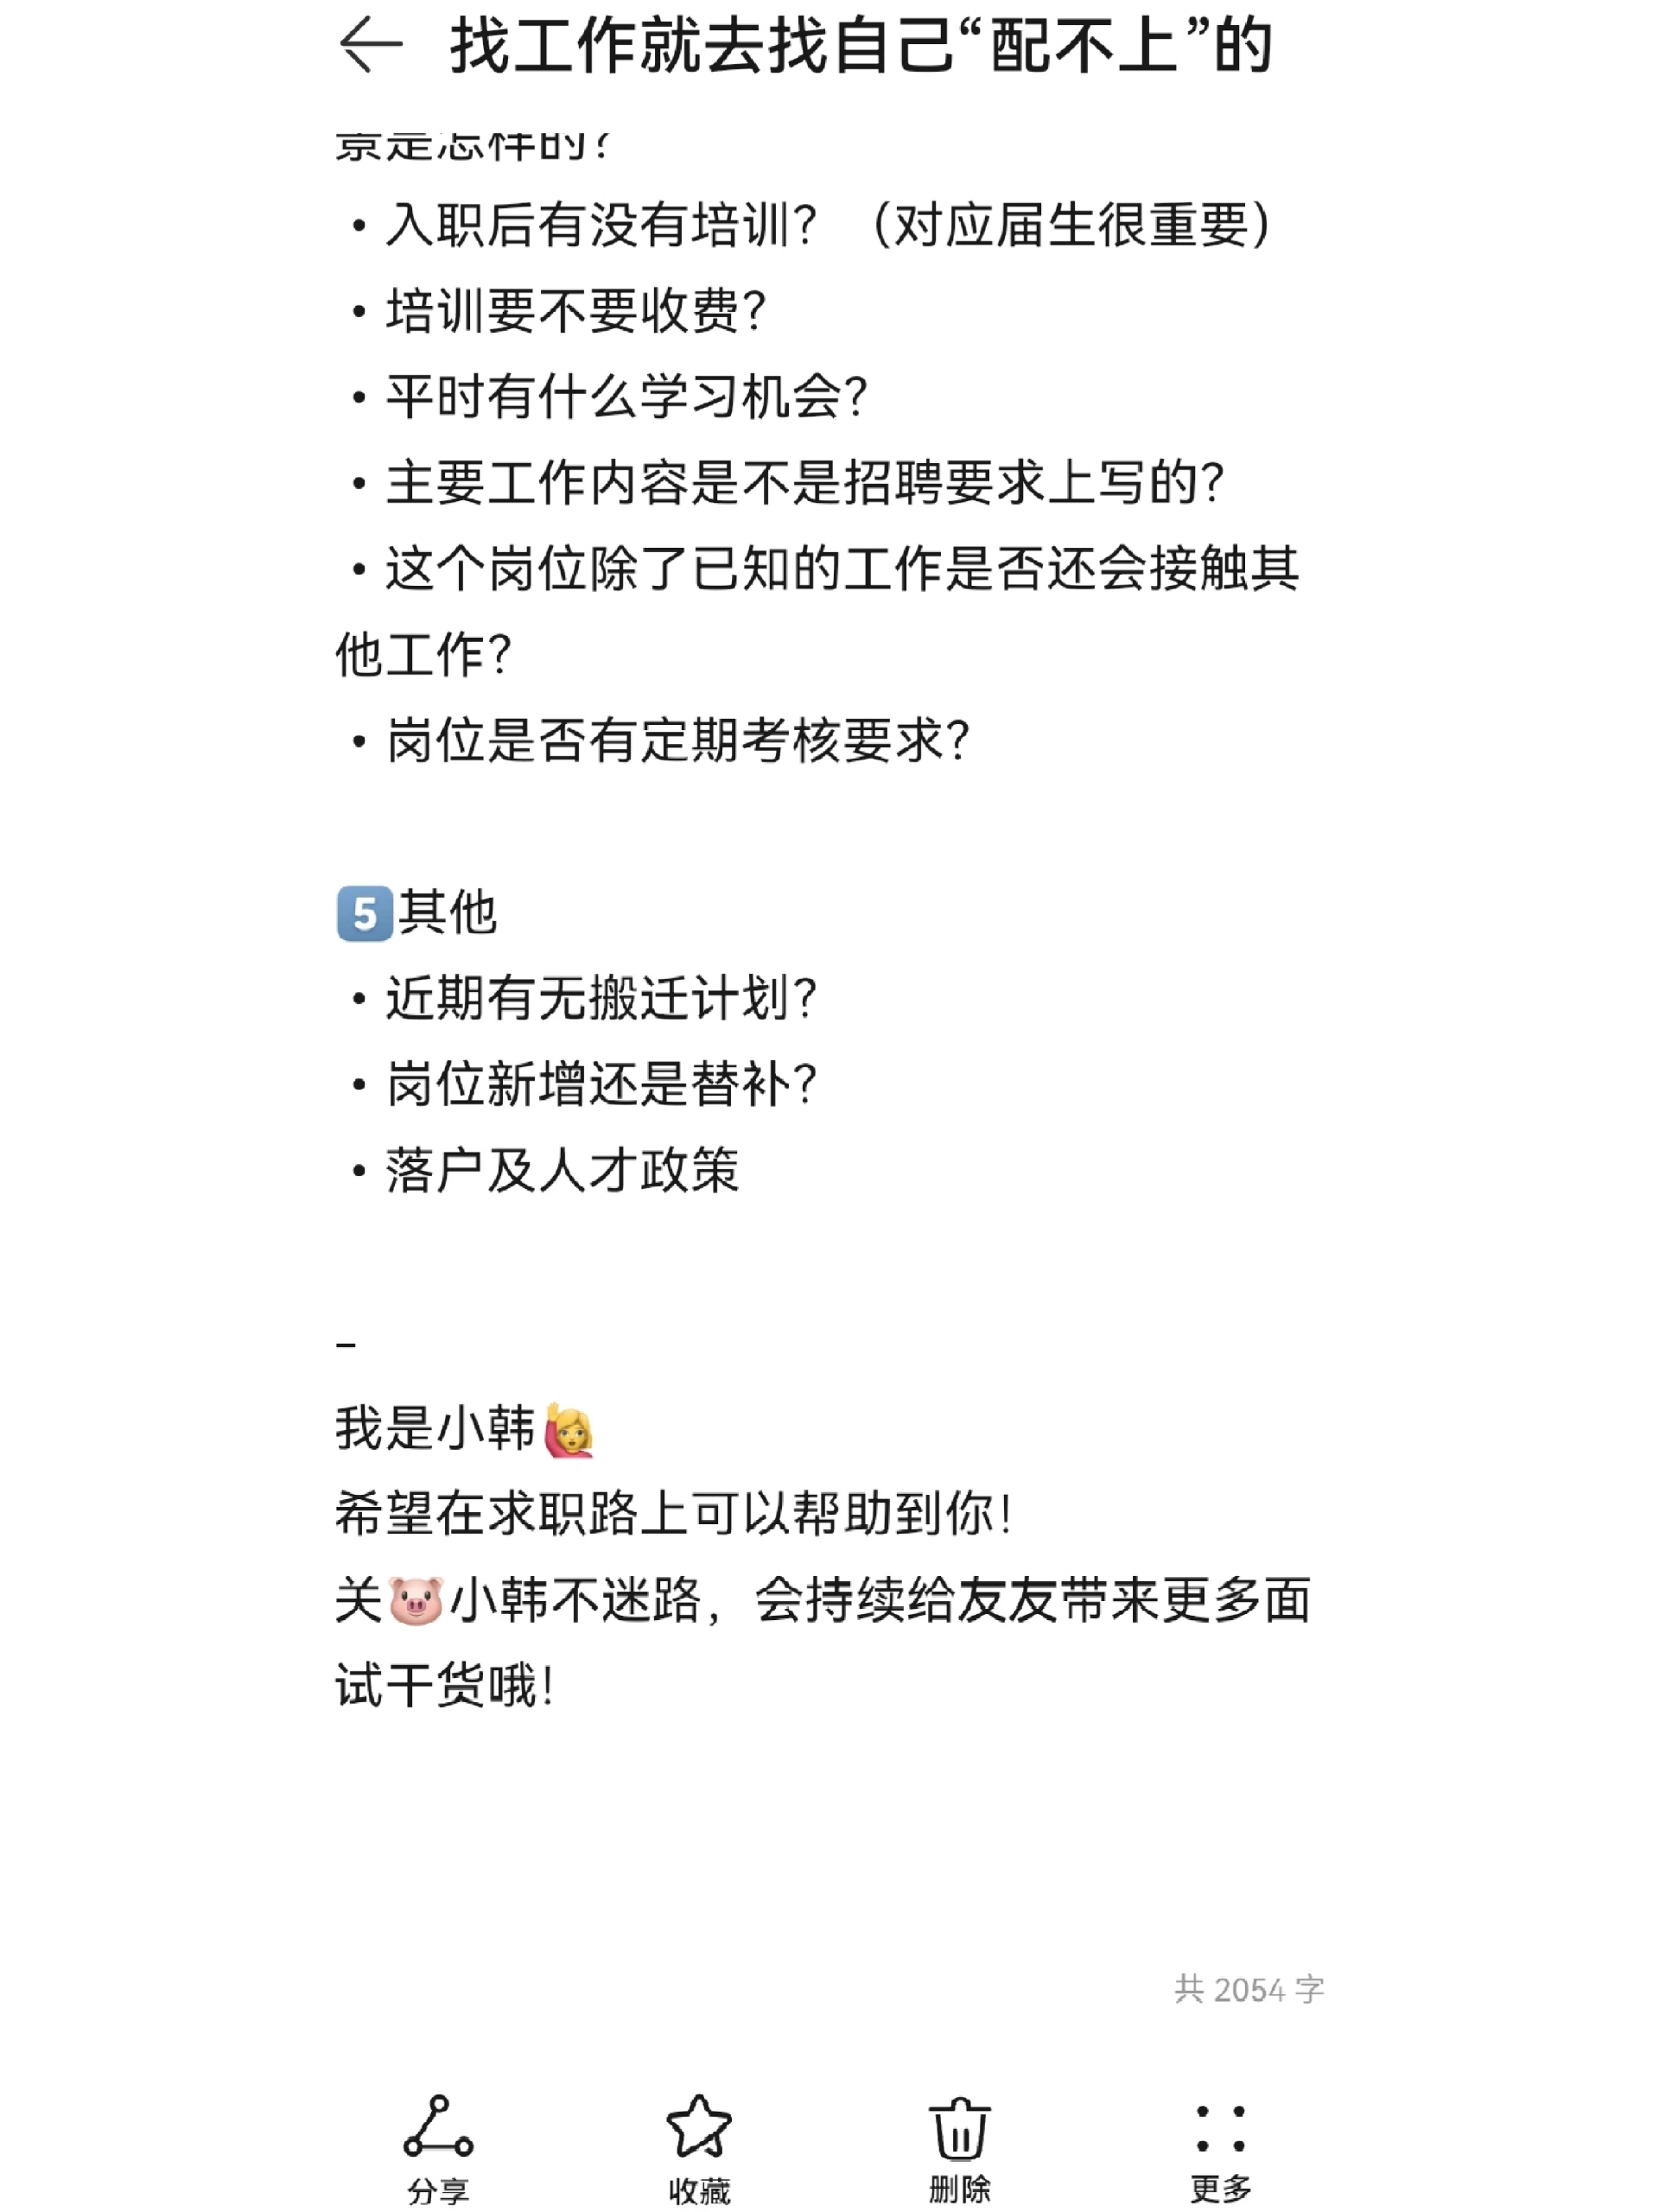 找工作就去找自己“配不上”的
景是怎样的？
・入职后有没有培训？（对应届生很重要）
・培训要不要收费？
・平时有什么学习机会？
・主要工作内容是不是招聘要求上写的？
・这个岗位除了已知的工作是否还会接触其
他工作？
・岗位是否有定期考核要求？
5️⃣其他
・近期有无搬迁计划？
・岗位新增还是替补？
・落户及人才政策
–
我是小韩🙋‍♀️
希望在求职路上可以帮助到你！
关🐷小韩不迷路，会持续给友友带来更多面
试干货哦！
共 2054 字
分享 收藏 删除 更多